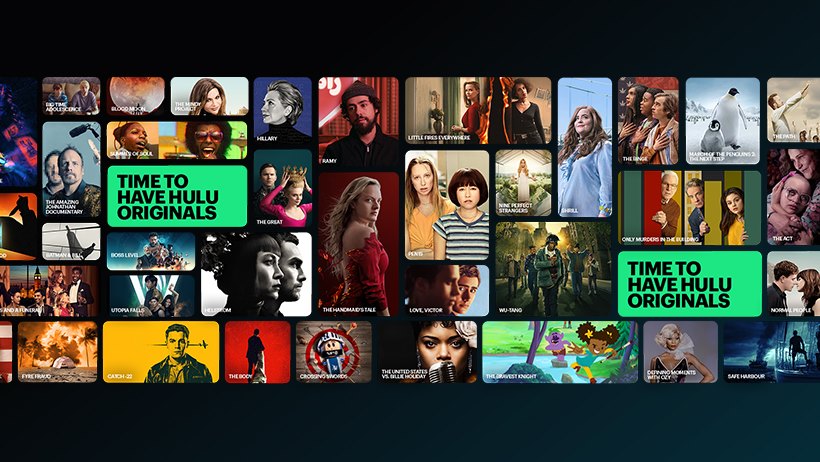 BIG TIME
ADOLESCENCE
BLOOD MOON
THE MINDY
PROJECT
HILLARY
RAMY
LITTLE FIRES EVERYWHERE
SHRILL
THE BINGE
MARCH OF THE PENGUINS 2:
THE NEXT STEP
THE PATH
SUMMER OF SOUL
THE AMAZING
JOHNATHAN
DOCUMENTARY
TIME TO
HAVE HULU
ORIGINALS
THE GREAT
THE HANDMAID'S TALE
PEN15
NINE PERFECT
STRANGERS
ONLY MURDERS IN THE BUILDING
THE ACT
BATMAN & BILL
BOSS LEVEL
HELSTROM
LOVE, VICTOR
WU-TANG
TIME TO
HAVE HULU
ORIGINALS
NORMAL PEOPLE
S AND A FUNERAL
UTOPIA FALLS
FYRE FRAUD
CATCH-22
THE BODY
CROSSING SWORDS
THE UNITED STATES
VS. BILLIE HOLIDAY
THE BRAVEST KNIGHT
DEFINING MOMENTS
WITH OZY
SAFE HARBOUR